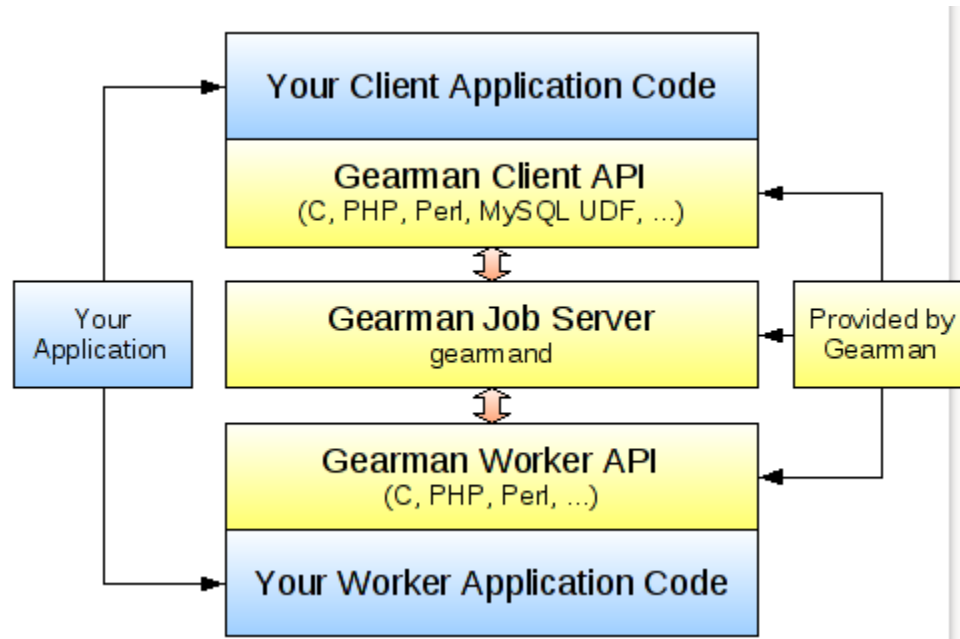 Your Client Application Code
Gearman Client API
(C, PHP, Perl, MySQL UDF, ...)
Your
Application
Gearman Job Server
gearmand
Provided by
Gearman
Gearman Worker API
(C, PHP, Perl, ...)
Your Worker Application Code